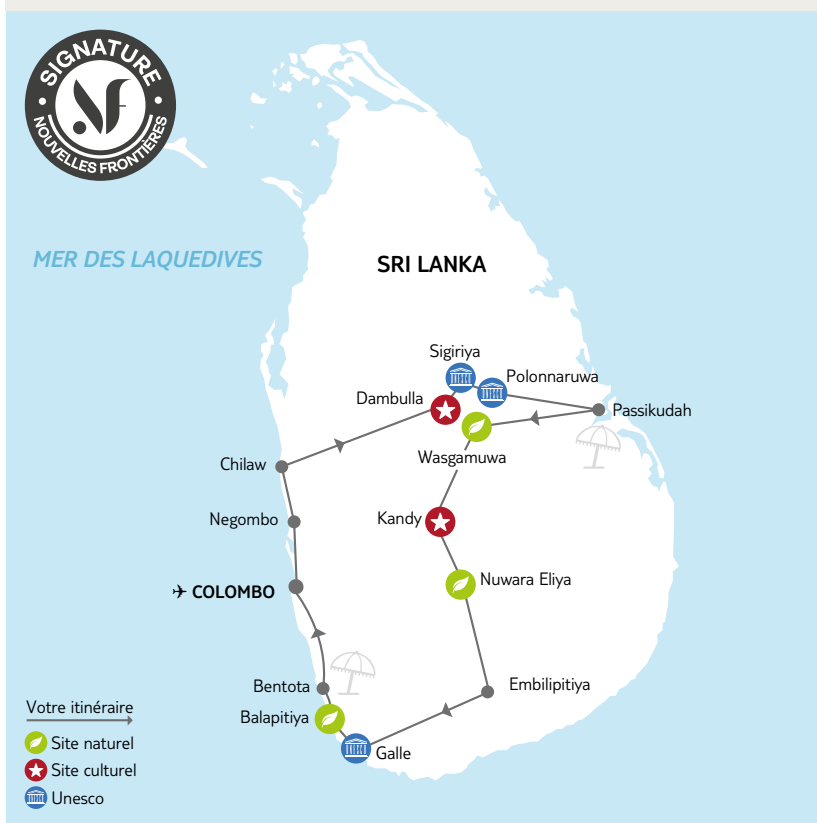 SIGNATURE
NF
NOUVELLES FRONTIÈRES
MER DES LAQUEDIVES
SRI LANKA
Sigiriya
Polonnaruwa
Dambulla
Passikudah
Wasgamuwa
Chilaw
Negombo
Kandy
Nuwara Eliya
✈ COLOMBO
Bentota
Embilipitiya
Balapitiya
Galle
Votre itinéraire
Site naturel
Site culturel
Unesco